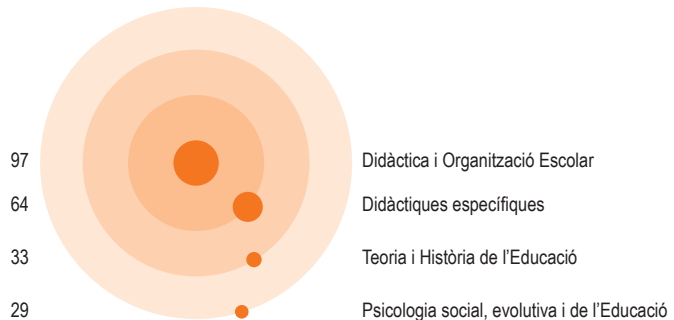 97 Didàctica i Organització Escolar
64 Didàctiques específiques
33 Teoria i Història de l’Educació
29 Psicologia social, evolutiva i de l’Educació